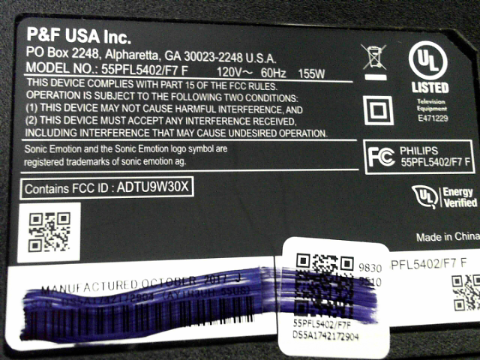 P&F USA Inc.
PO Box 2248, Alpharetta, GA 30023-2248 U.S.A.
MODEL NO.: 55PFL5402/F7 F 120V~ 60Hz 155W
THIS DEVICE COMPLIES WITH PART 15 OF THE FCC RULES.
OPERATION IS SUBJECT TO THE FOLLOWING TWO CONDITIONS:
(1) THIS DEVICE MAY NOT CAUSE HARMFUL INTERFERENCE, AND
(2) THIS DEVICE MUST ACCEPT ANY INTERFERENCE RECEIVED,
INCLUDING INTERFERENCE THAT MAY CAUSE UNDESIRED OPERATION.
Sonic Emotion and the Sonic Emotion logo symbol are
registered trademarks of sonic emotion ag.
Contains FCC ID : ADTU9W30X
UL
LISTED
Television
Equipment
E471229
FC PHILIPS
55PFL5402/F7 F
UL Energy
Verified
Made in China
PFL5402/F7 F
MANUFACTURED OCTOBER 2017
9830
55PFL5402/F7F
DS5A1742172904